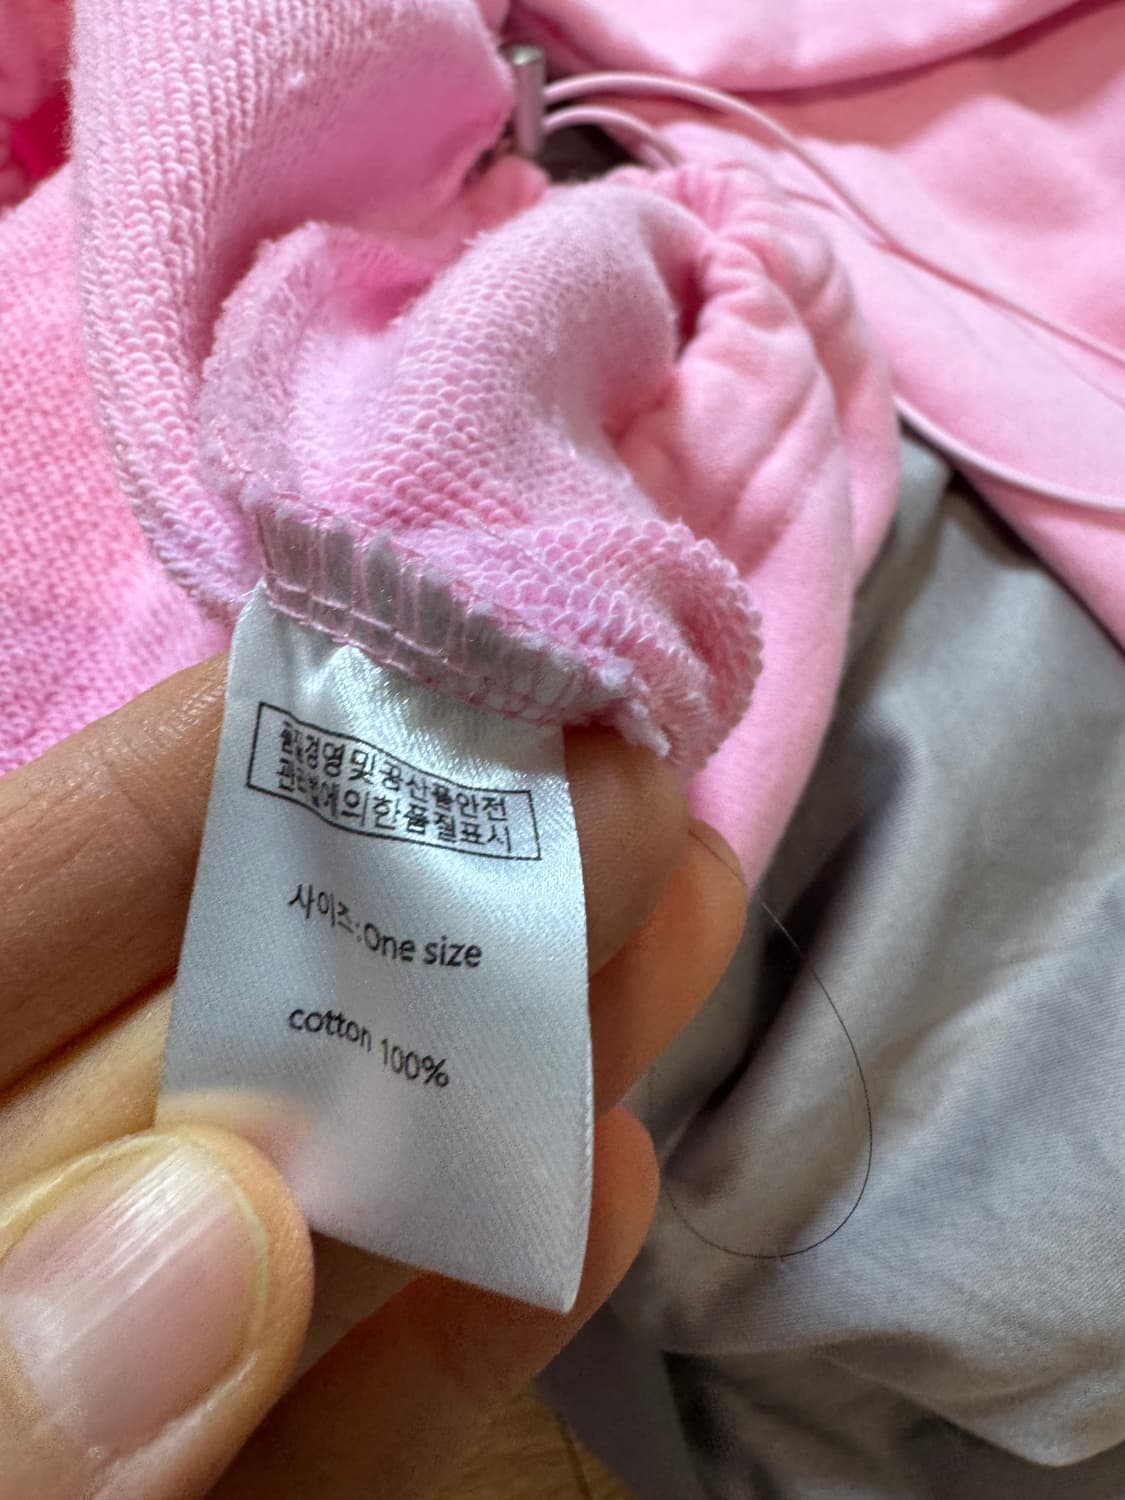 품질경영및공산품안전
관리법에의한품질표시
사이즈:One size
cotton 100%